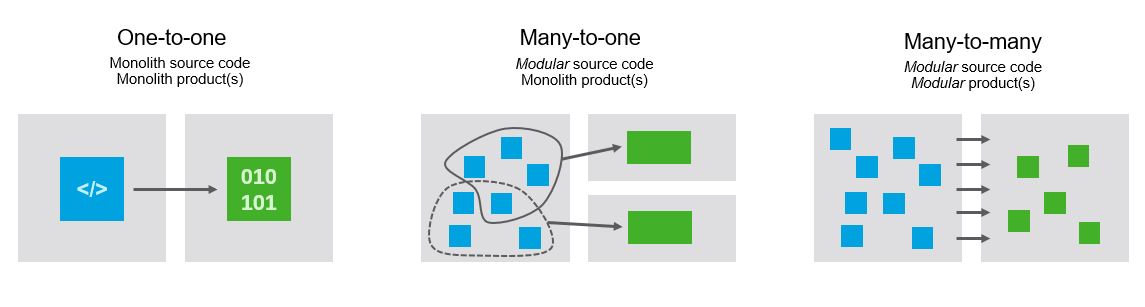 One-to-one
Monolith source code
Monolith product(s)
</>
010
101
Many-to-one
Modular source code
Monolith product(s)
Many-to-many
Modular source code
Modular product(s)